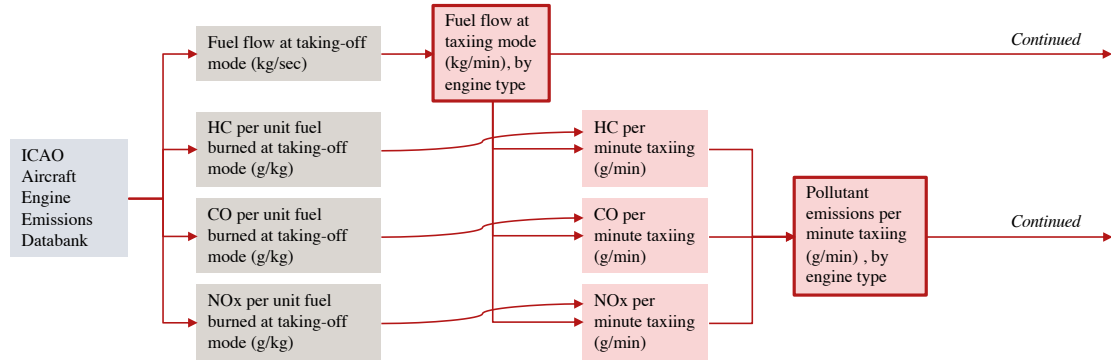 ICAO
Aircraft
Engine
Emissions
Databank
Fuel flow at taking-off
mode (kg/sec)
HC per unit fuel
burned at taking-off
mode (g/kg)
CO per unit fuel
burned at taking-off
mode (g/kg)
NOx per unit fuel
burned at taking-off
mode (g/kg)
Fuel flow at
taxiing mode
(kg/min), by
engine type
HC per
minute taxiing
(g/min)
CO per
minute taxiing
(g/min)
NOx per
minute taxiing
(g/min)
Pollutant
emissions per
minute taxiing
(g/min) , by
engine type
Continued
Continued